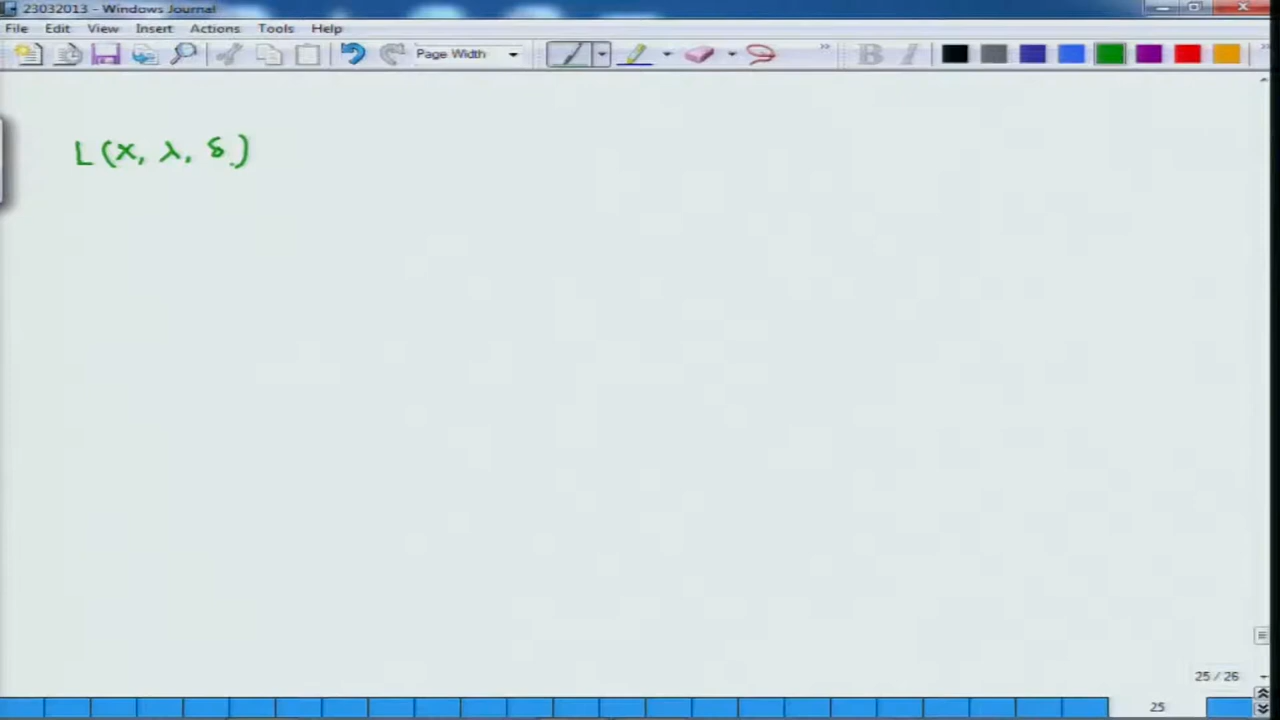 23032013 - Windows Journal
File Edit View Insert Actions Tools Help
Page Width
B I
L(x, λ, δ.)
25 / 26
25